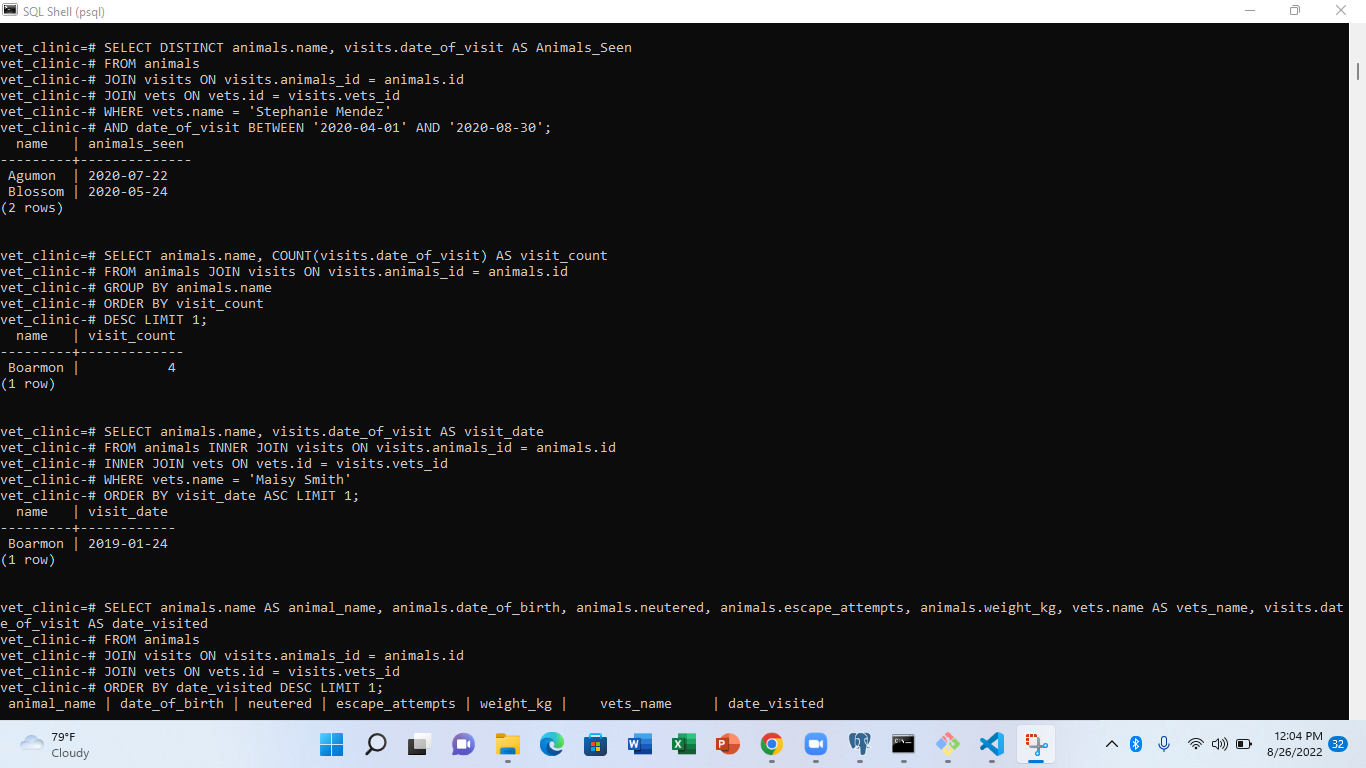 SQL Shell (psql)
vet_clinic=# SELECT DISTINCT animals.name, visits.date_of_visit AS Animals_Seen
vet_clinic-# FROM animals
vet_clinic-# JOIN visits ON visits.animals_id = animals.id
vet_clinic-# JOIN vets ON vets.id = visits.vets_id
vet_clinic-# WHERE vets.name = 'Stephanie Mendez'
vet_clinic-# AND date_of_visit BETWEEN '2020-04-01' AND '2020-08-30';
  name   | animals_seen
---------+--------------
 Agumon  | 2020-07-22
 Blossom | 2020-05-24
(2 rows)
vet_clinic=# SELECT animals.name, COUNT(visits.date_of_visit) AS visit_count
vet_clinic-# FROM animals JOIN visits ON visits.animals_id = animals.id
vet_clinic-# GROUP BY animals.name
vet_clinic-# ORDER BY visit_count
vet_clinic-# DESC LIMIT 1;
  name   | visit_count
---------+-------------
 Boarmon |           4
(1 row)
vet_clinic=# SELECT animals.name, visits.date_of_visit AS visit_date
vet_clinic-# FROM animals INNER JOIN visits ON visits.animals_id = animals.id
vet_clinic-# INNER JOIN vets ON vets.id = visits.vets_id
vet_clinic-# WHERE vets.name = 'Maisy Smith'
vet_clinic-# ORDER BY visit_date ASC LIMIT 1;
  name   | visit_date
---------+------------
 Boarmon | 2019-01-24
(1 row)
vet_clinic=# SELECT animals.name AS animal_name, animals.date_of_birth, animals.neutered, animals.escape_attempts, animals.weight_kg, vets.name AS vets_name, visits.dat
e_of_visit AS date_visited
vet_clinic-# FROM animals
vet_clinic-# JOIN visits ON visits.animals_id = animals.id
vet_clinic-# JOIN vets ON vets.id = visits.vets_id
vet_clinic-# ORDER BY date_visited DESC LIMIT 1;
 animal_name | date_of_birth | neutered | escape_attempts | weight_kg |    vets_name     | date_visited
79°F
Cloudy
12:04 PM
8/26/2022
32